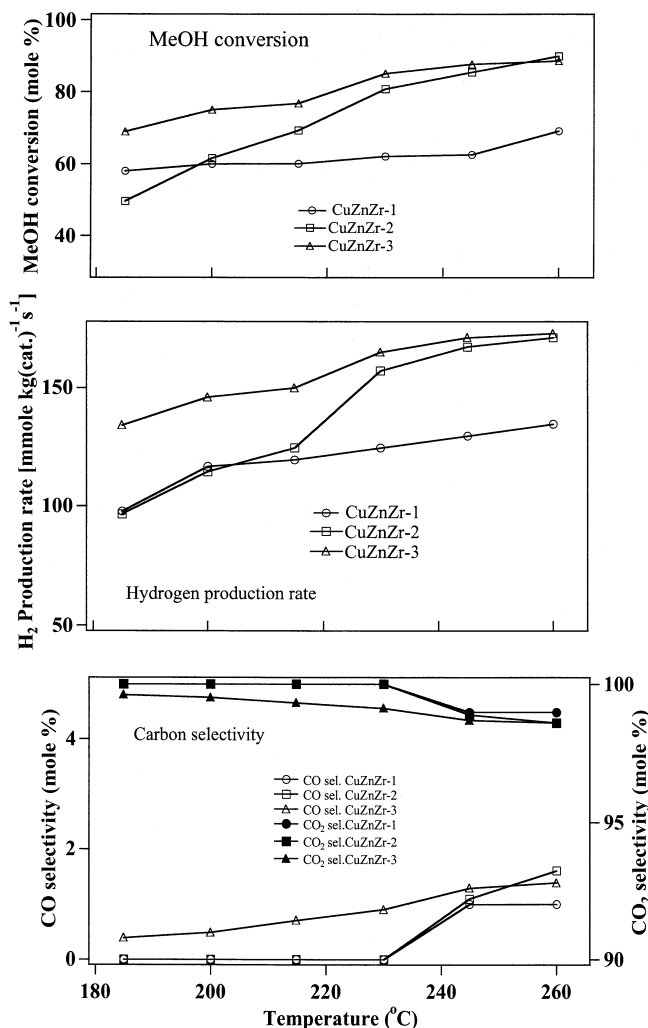 MeOH conversion
MeOH conversion (mole %)
100
80
60
40
CuZnZr-1
CuZnZr-2
CuZnZr-3
H₂ Production rate [mmole kg(cat.)⁻¹s⁻¹]
150
100
50
CuZnZr-1
CuZnZr-2
CuZnZr-3
Hydrogen production rate
CO selectivity (mole %)
4
2
0
Carbon selectivity
CO sel. CuZnZr-1
CO sel. CuZnZr-2
CO sel. CuZnZr-3
CO₂ sel.CuZnZr-1
CO₂ sel.CuZnZr-2
CO₂ sel.CuZnZr-3
100
95
90
CO₂ selectivity (mole %)
180 200 220 240 260
Temperature (°C)